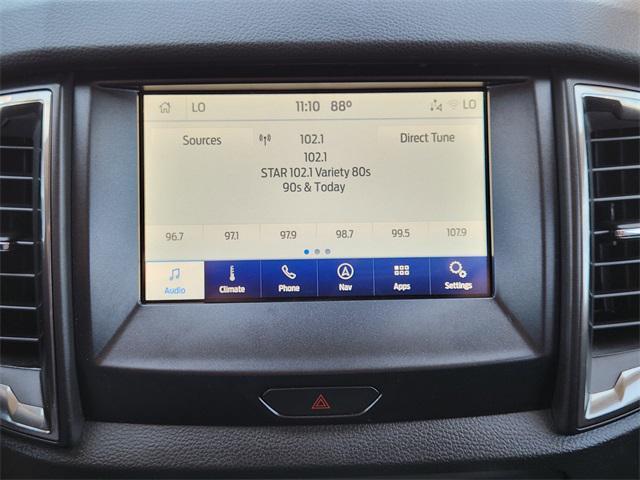 LO 11:10 88° LO
Sources 102.1 Direct Tune
102.1
STAR 102.1 Variety 80s
90s & Today
96.7 97.1 97.9 98.7 99.5 107.9
Audio Climate Phone Nav Apps Settings